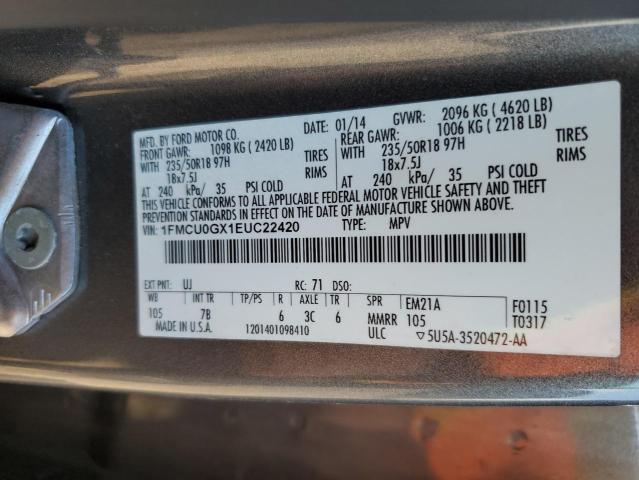 MFD. BY FORD MOTOR CO.
DATE: 01/14 GVWR: 2096 KG ( 4620 LB)
FRONT GAWR: 1098 KG ( 2420 LB) REAR GAWR: 1006 KG ( 2218 LB)
WITH 235/50R18 97H TIRES WITH 235/50R18 97H TIRES
18x7.5J RIMS 18x7.5J RIMS
AT 240 kPa/ 35 PSI COLD AT 240 kPa/ 35 PSI COLD
THIS VEHICLE CONFORMS TO ALL APPLICABLE FEDERAL MOTOR VEHICLE SAFETY AND THEFT
PREVENTION STANDARDS IN EFFECT ON THE DATE OF MANUFACTURE SHOWN ABOVE.
VIN: 1FMCU0GX1EUC22420 TYPE: MPV
EXT PNT: UJ RC: 71 DSO:
WB INT TR TP/PS R AXLE TR SPR EM21A F0115
105 7B 6 3C 6 MMRR 105 T0317
MADE IN U.S.A. 1201401098410 ULC ▽5U5A-3520472-AA